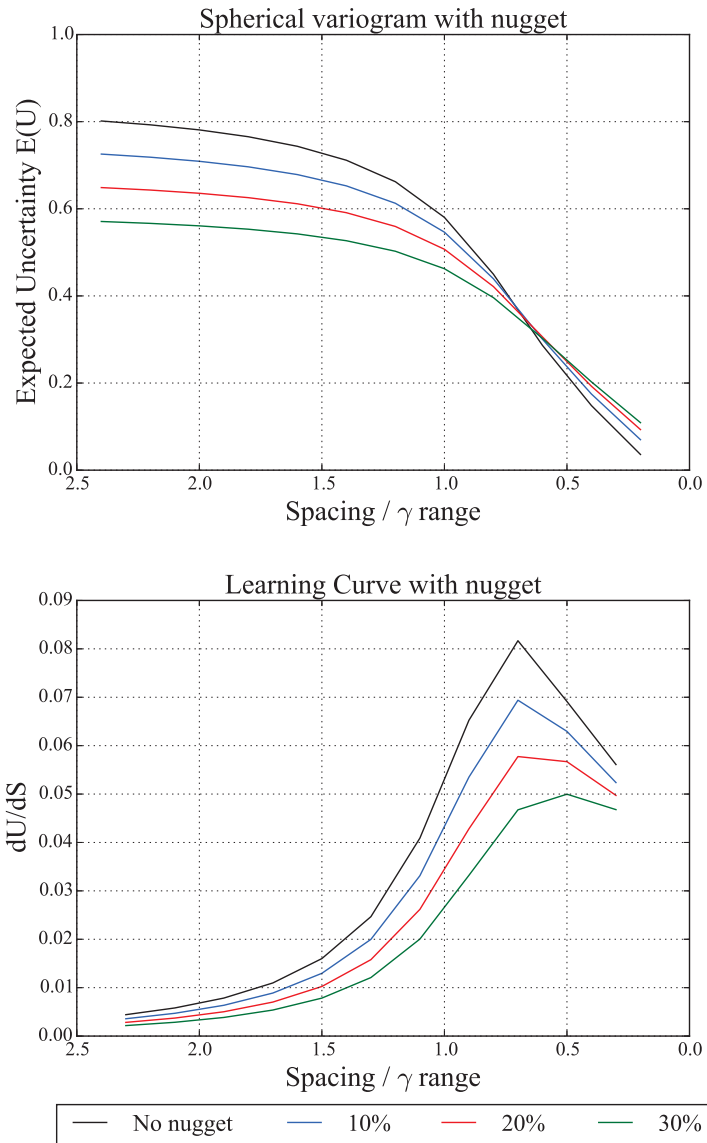 Spherical variogram with nugget
1.0
0.8
0.6
0.4
0.2
0.0
Expected Uncertainty E(U)
2.5 2.0 1.5 1.0 0.5 0.0
Spacing / γ range
Learning Curve with nugget
0.09
0.08
0.07
0.06
0.05
0.04
0.03
0.02
0.01
0.00
dU/dS
2.5 2.0 1.5 1.0 0.5 0.0
Spacing / γ range
No nugget 10% 20% 30%